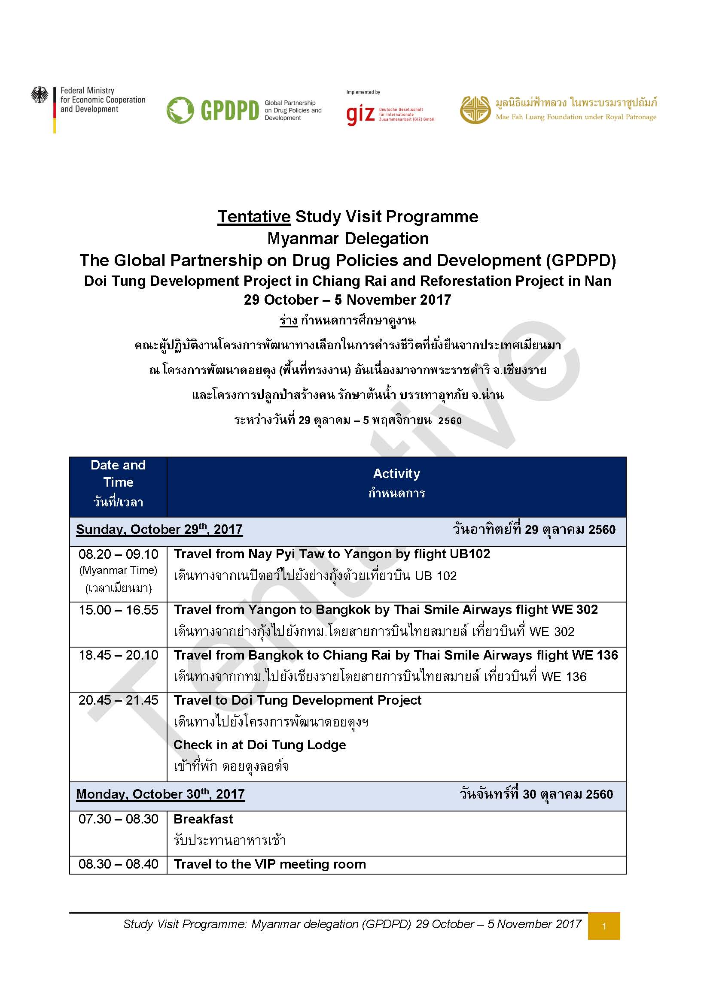 Federal Ministry
for Economic Cooperation
and Development
GPDPD
Global Partnership
on Drug Policies and
Development
Implemented by
giz
Deutsche Gesellschaft
für Internationale
Zusammenarbeit (GIZ) GmbH
มูลนิธิแม่ฟ้าหลวง ในพระบรมราชูปถัมภ์
Mae Fah Luang Foundation under Royal Patronage
Tentative Study Visit Programme
Myanmar Delegation
The Global Partnership on Drug Policies and Development (GPDPD)
Doi Tung Development Project in Chiang Rai and Reforestation Project in Nan
29 October – 5 November 2017
ร่าง กำหนดการศึกษาดูงาน
คณะผู้ปฏิบัติงานโครงการพัฒนาทางเลือกในการดำรงชีวิตที่ยั่งยืนจากประเทศเมียนมา
ณ โครงการพัฒนาดอยตุง (พื้นที่ทรงงาน) อันเนื่องมาจากพระราชดำริ จ.เชียงราย
และโครงการปลูกป่าสร้างคน รักษาต้นน้ำ บรรเทาอุทภัย จ.น่าน
ระหว่างวันที่ 29 ตุลาคม – 5 พฤศจิกายน 2560
Tentative
Date and
Time
วันที่/เวลา
Activity
กำหนดการ
Sunday, October 29th, 2017 วันอาทิตย์ที่ 29 ตุลาคม 2560
08.20 – 09.10
(Myanmar Time)
(เวลาเมียนมา)
Travel from Nay Pyi Taw to Yangon by flight UB102
เดินทางจากเนปิดอว์ไปยังย่างกุ้งด้วยเที่ยวบิน UB 102
15.00 – 16.55
Travel from Yangon to Bangkok by Thai Smile Airways flight WE 302
เดินทางจากย่างกุ้งไปยังกทม.โดยสายการบินไทยสมายล์ เที่ยวบินที่ WE 302
18.45 – 20.10
Travel from Bangkok to Chiang Rai by Thai Smile Airways flight WE 136
เดินทางจากกทม.ไปยังเชียงรายโดยสายการบินไทยสมายล์ เที่ยวบินที่ WE 136
20.45 – 21.45
Travel to Doi Tung Development Project
เดินทางไปยังโครงการพัฒนาดอยตุงฯ
Check in at Doi Tung Lodge
เข้าที่พัก ดอยตุงลอด์จ
Monday, October 30th, 2017 วันจันทร์ที่ 30 ตุลาคม 2560
07.30 – 08.30
Breakfast
รับประทานอาหารเช้า
08.30 – 08.40
Travel to the VIP meeting room
Study Visit Programme: Myanmar delegation (GPDPD) 29 October – 5 November 2017
1